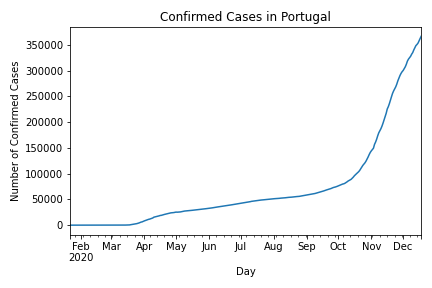 Confirmed Cases in Portugal
Number of Confirmed Cases
350000
300000
250000
200000
150000
100000
50000
0
Feb Mar Apr May Jun Jul Aug Sep Oct Nov Dec
2020
Day